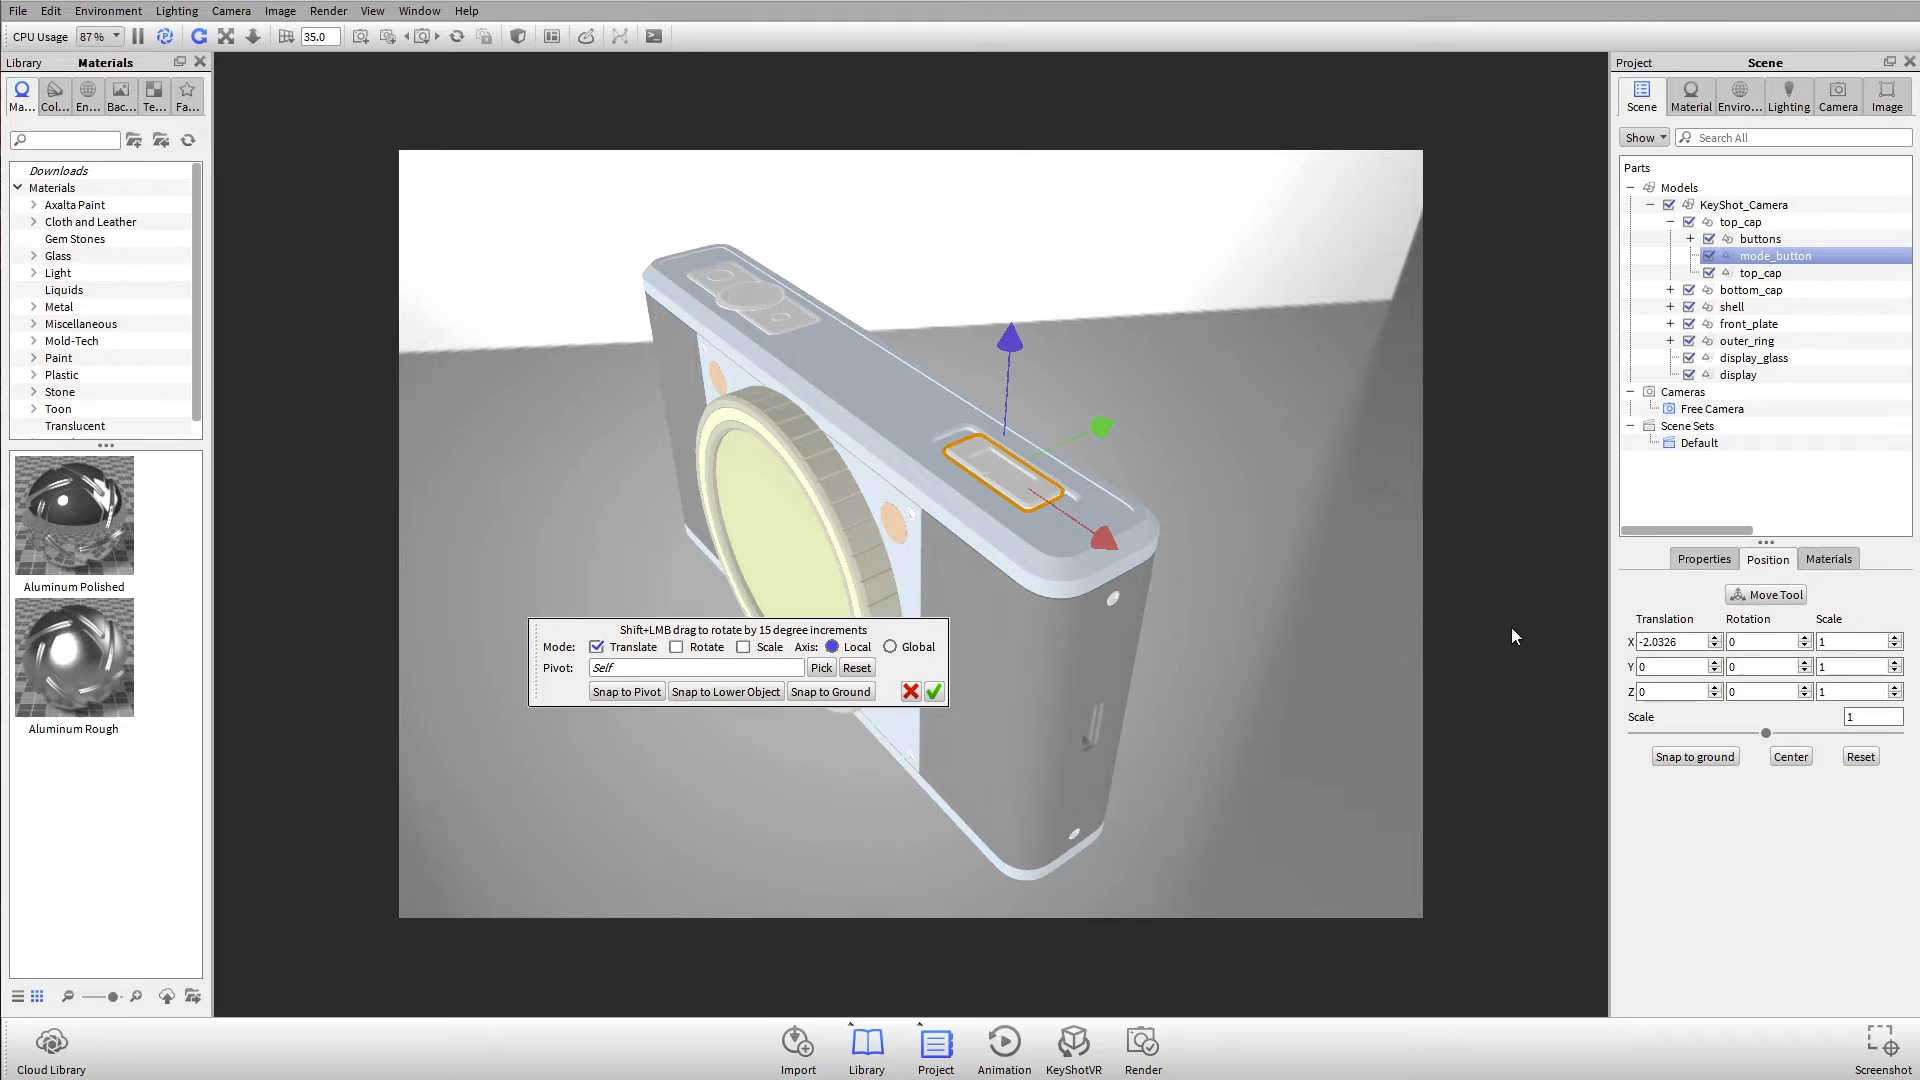 File Edit Environment Lighting Camera Image Render View Window Help
CPU Usage 87 % 35.0
Library Materials
Ma... Col... En... Bac... Te... Fa...
Downloads
Materials
Axalta Paint
Cloth and Leather
Gem Stones
Glass
Light
Liquids
Metal
Miscellaneous
Mold-Tech
Paint
Plastic
Stone
Toon
Translucent
Aluminum Polished
Aluminum Rough
Shift+LMB drag to rotate by 15 degree increments
Mode: Translate Rotate Scale Axis: Local Global
Pivot: Self Pick Reset
Snap to Pivot Snap to Lower Object Snap to Ground
Project Scene
Scene Material Enviro... Lighting Camera Image
Show Search All
Parts
Models
KeyShot_Camera
top_cap
buttons
mode_button
top_cap
bottom_cap
shell
front_plate
outer_ring
display_glass
display
Cameras
Free Camera
Scene Sets
Default
Properties Position Materials
Move Tool
Translation Rotation Scale
X -2.0326 0 1
Y 0 0 1
Z 0 0 1
Scale 1
Snap to ground Center Reset
Cloud Library Import Library Project Animation KeyShotVR Render Screenshot